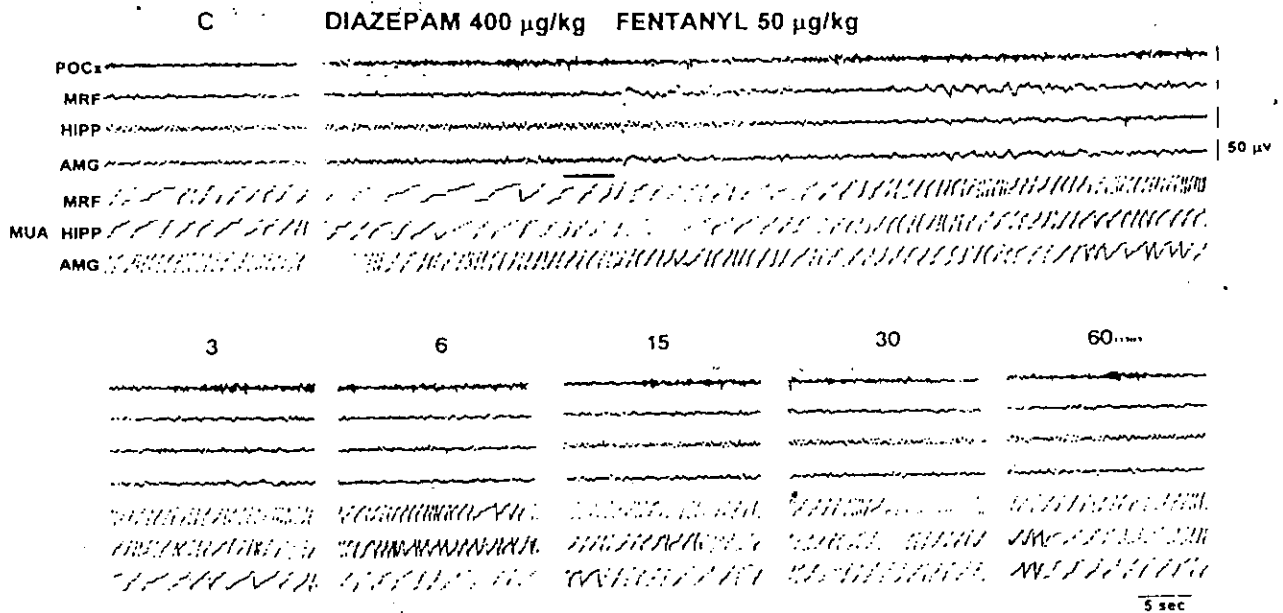 C DIAZEPAM 400 µg/kg FENTANYL 50 µg/kg
POCx
MRF
HIPP
AMG
50 µv
MRF
MUA HIPP
AMG
3 6 15 30 60
5 sec